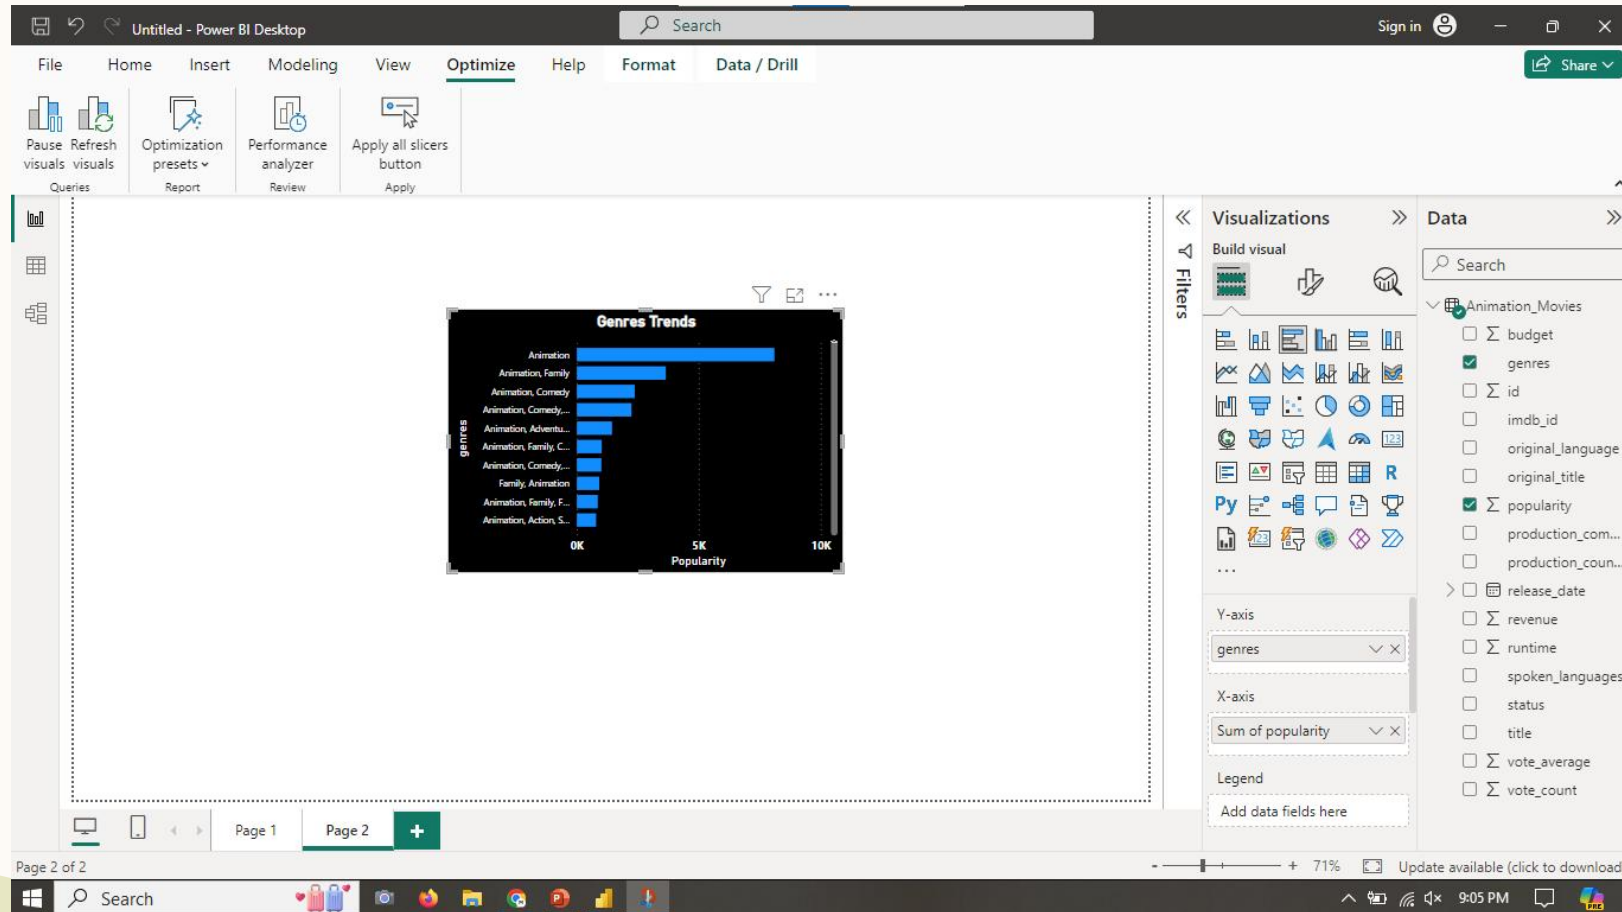 Untitled - Power BI Desktop
Search
Sign in
File Home Insert Modeling View Optimize Help Format Data / Drill
Share
Pause visuals
Refresh visuals
Optimization presets
Performance analyzer
Apply all slicers button
Queries Report Review Apply
Genres Trends
genres
Animation
Animation, Family
Animation, Comedy
Animation, Comedy,...
Animation, Adventu...
Animation, Family, C...
Animation, Comedy,...
Family, Animation
Animation, Family, F...
Animation, Action, S...
0K 5K 10K
Popularity
Filters
Visualizations
Build visual
123
R
Py
123
...
Y-axis
genres
X-axis
Sum of popularity
Legend
Add data fields here
Data
Search
Animation_Movies
budget
genres
id
imdb_id
original_language
original_title
popularity
production_com...
production_coun...
release_date
revenue
runtime
spoken_languages
status
title
vote_average
vote_count
Page 1 Page 2 +
Page 2 of 2
- + 71%
Update available (click to download
Search
9:05 PM
PRE